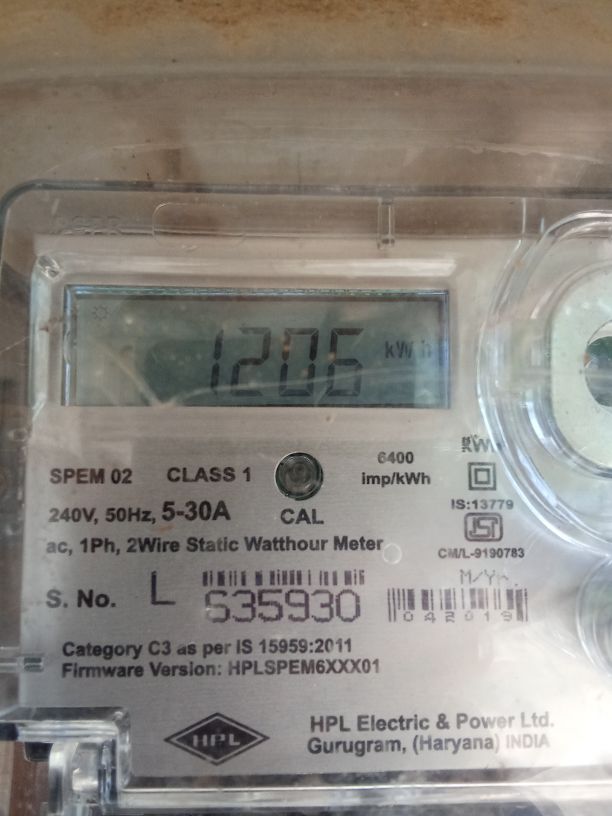 1206 kWh
SPEM 02 CLASS 1
6400
imp/kWh
240V, 50Hz, 5-30A
CAL
IS:13779
ac, 1Ph, 2Wire Static Watthour Meter
CM/L-9190783
M/Yr.
S. No. L 635930
042019
Category C3 as per IS 15959:2011
Firmware Version: HPLSPEM6XXX01
HPL
HPL Electric & Power Ltd.
Gurugram, (Haryana) INDIA